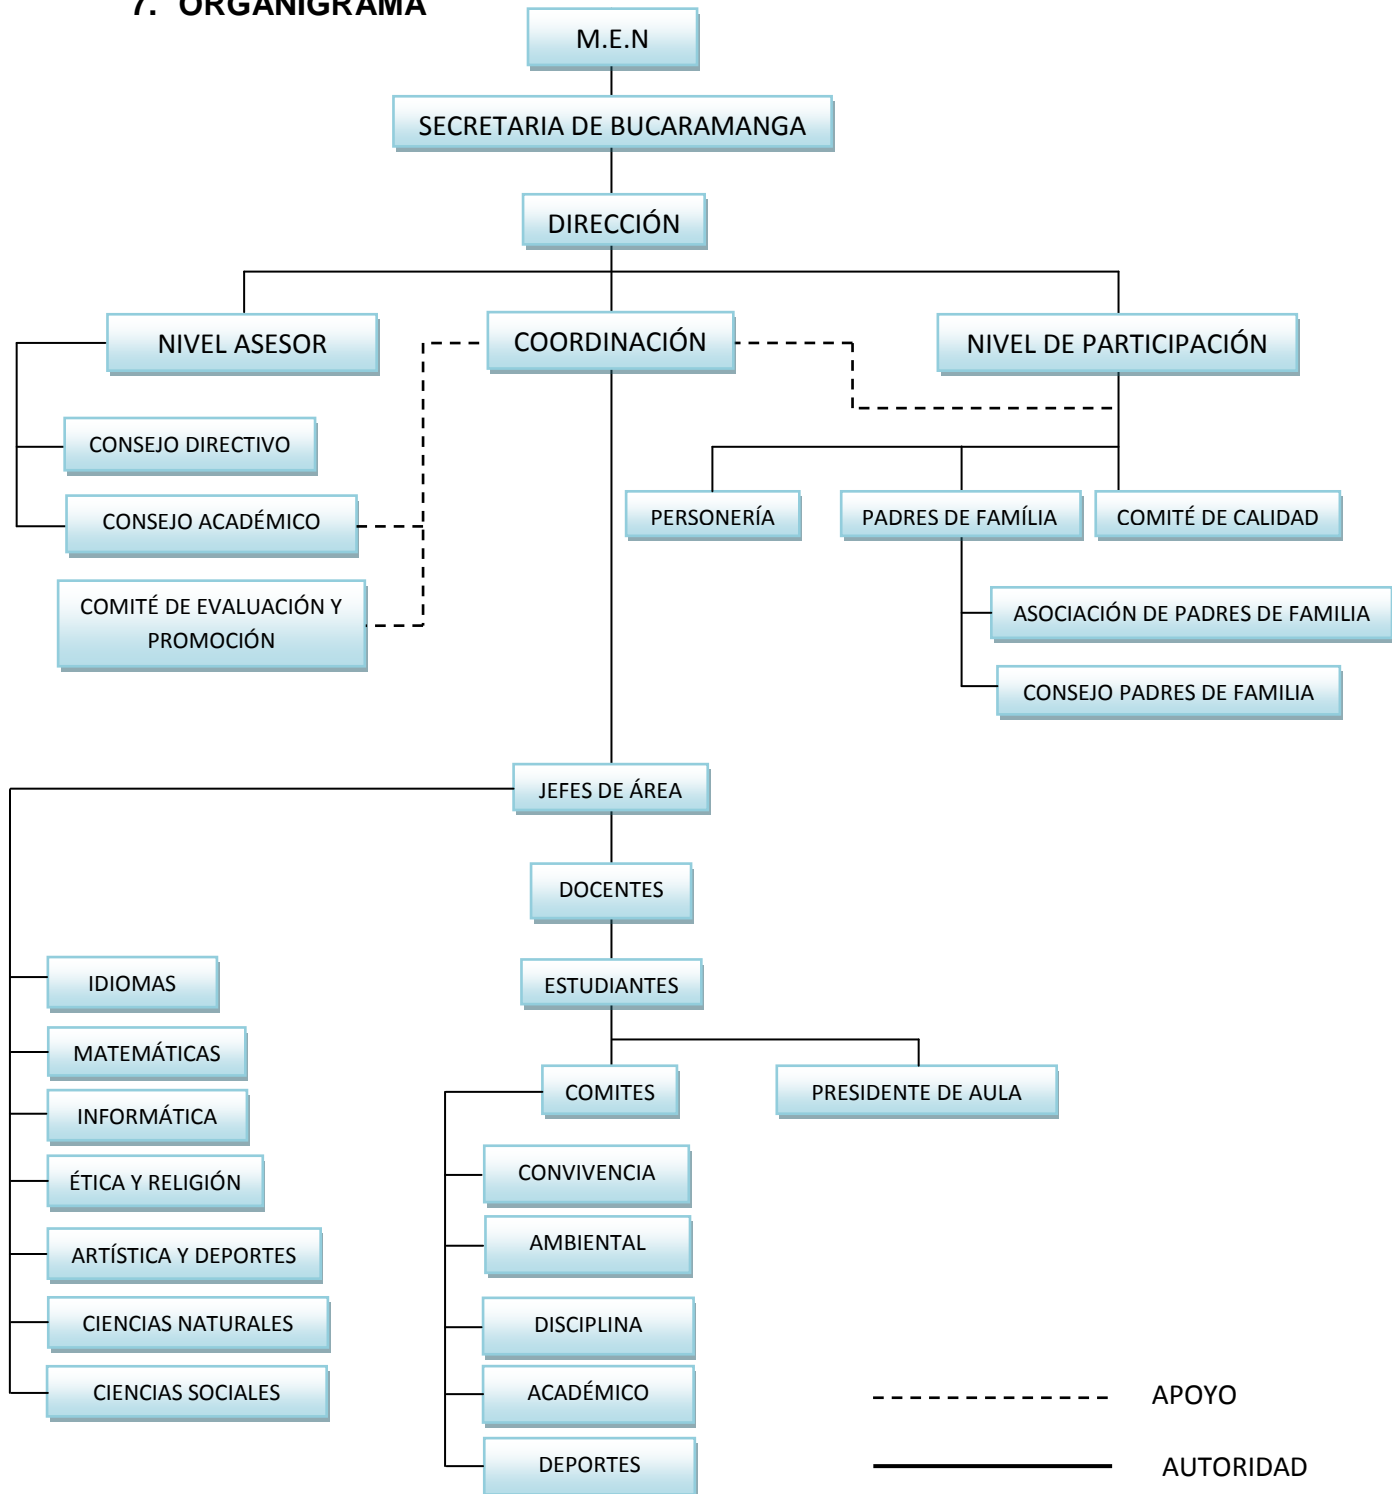 7. ORGANIGRAMA
M.E.N
SECRETARIA DE BUCARAMANGA
DIRECCIÓN
NIVEL ASESOR
COORDINACIÓN
NIVEL DE PARTICIPACIÓN
CONSEJO DIRECTIVO
CONSEJO ACADÉMICO
COMITÉ DE EVALUACIÓN Y
PROMOCIÓN
PERSONERÍA
PADRES DE FAMÍLIA
COMITÉ DE CALIDAD
ASOCIACIÓN DE PADRES DE FAMILIA
CONSEJO PADRES DE FAMILIA
JEFES DE ÁREA
DOCENTES
ESTUDIANTES
IDIOMAS
MATEMÁTICAS
INFORMÁTICA
ÉTICA Y RELIGIÓN
ARTÍSTICA Y DEPORTES
CIENCIAS NATURALES
CIENCIAS SOCIALES
COMITES
PRESIDENTE DE AULA
CONVIVENCIA
AMBIENTAL
DISCIPLINA
ACADÉMICO
DEPORTES
APOYO
AUTORIDAD